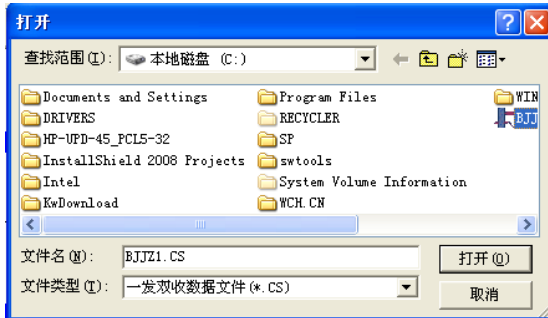 打开
查找范围(I): 本地磁盘 (C:)
Documents and Settings
DRIVERS
HP-UPD-45_PCL5-32
InstallShield 2008 Projects
Intel
KwDownload
Program Files
RECYCLER
SP
swtools
System Volume Information
WCH.CN
WIN
BJJ
文件名(N): BJJZ1.CS
打开(O)
文件类型(T): 一发双收数据文件(*.CS)
取消